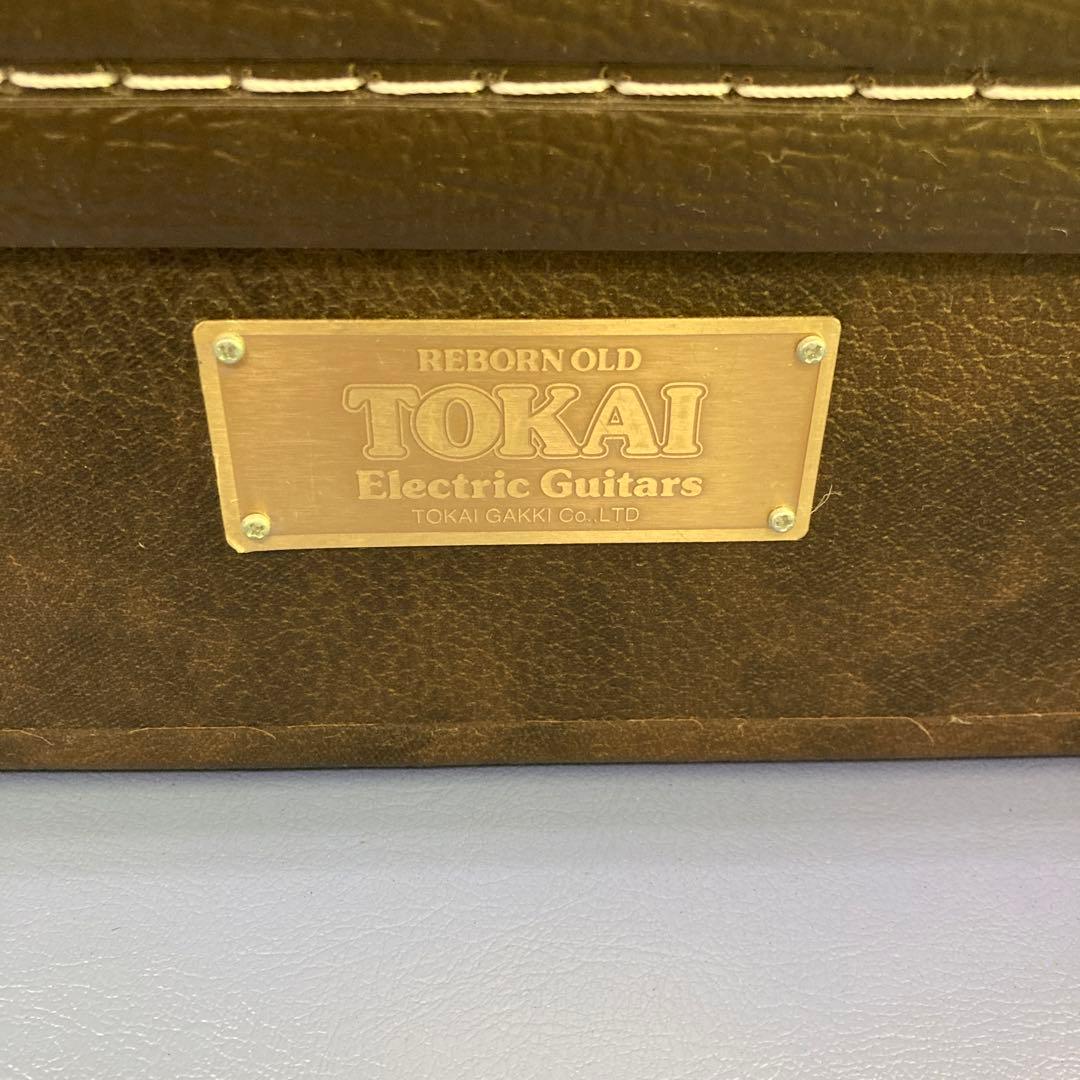 REBORN OLD
TOKAI
Electric Guitars
TOKAI GAKKI Co.,LTD